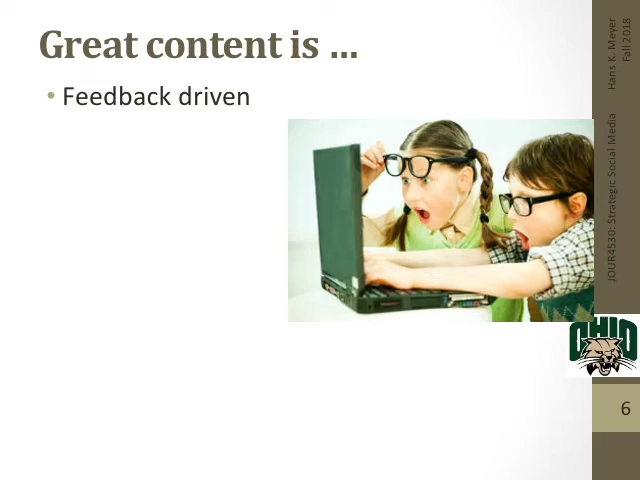 Great content is …
• Feedback driven
JOUR4530: Strategic Social Media
Hans K. Meyer
Fall 2018
OHIO
6